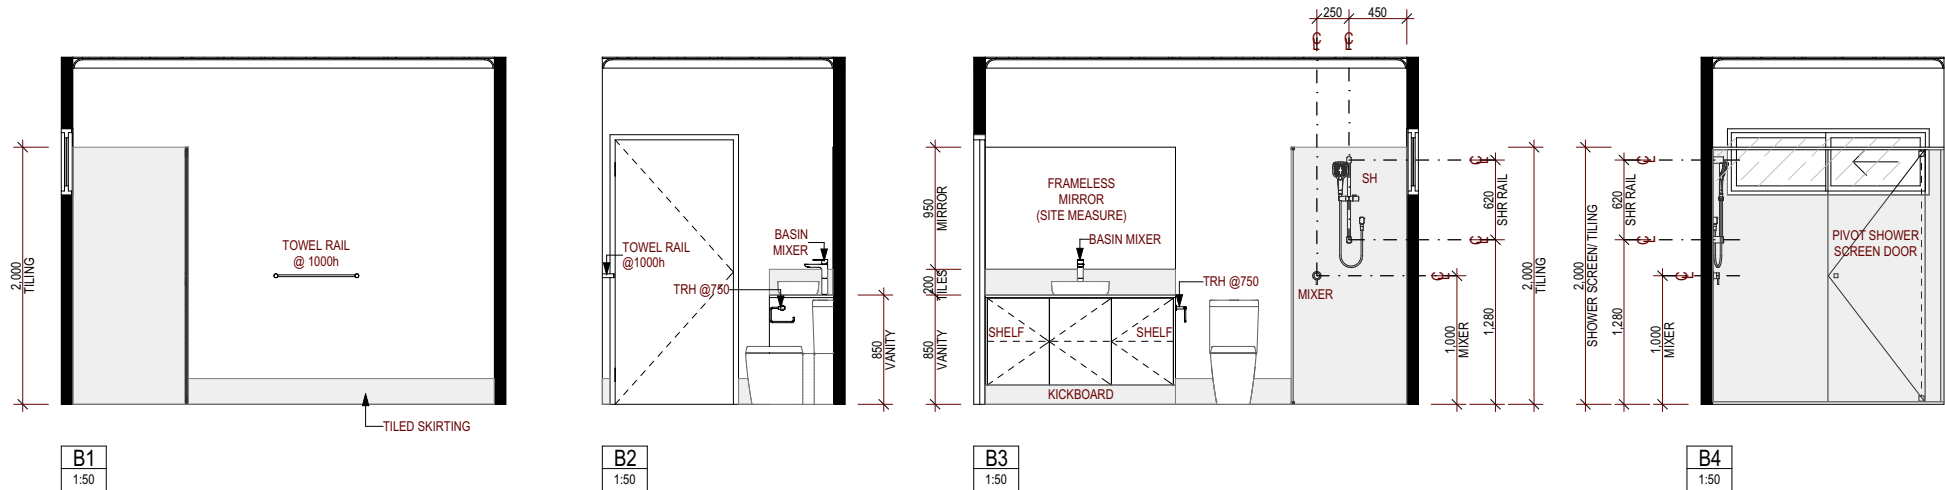 2,000
TILING
TOWEL RAIL
@ 1000h
TILED SKIRTING
B1
1:50
TOWEL RAIL
@1000h
BASIN
MIXER
TRH @750
850
VANITY
B2
1:50
950
MIRROR
200
TILES
850
VANITY
FRAMELESS
MIRROR
(SITE MEASURE)
BASIN MIXER
SHELF
SHELF
KICKBOARD
TRH @750
250
450
SH
MIXER
1,000
MIXER
620
SHR RAIL
1,280
2,000
TILING
B3
1:50
2,000
SHOWER SCREEN/ TILING
620
SHR RAIL
1,280
1,000
MIXER
PIVOT SHOWER
SCREEN DOOR
B4
1:50